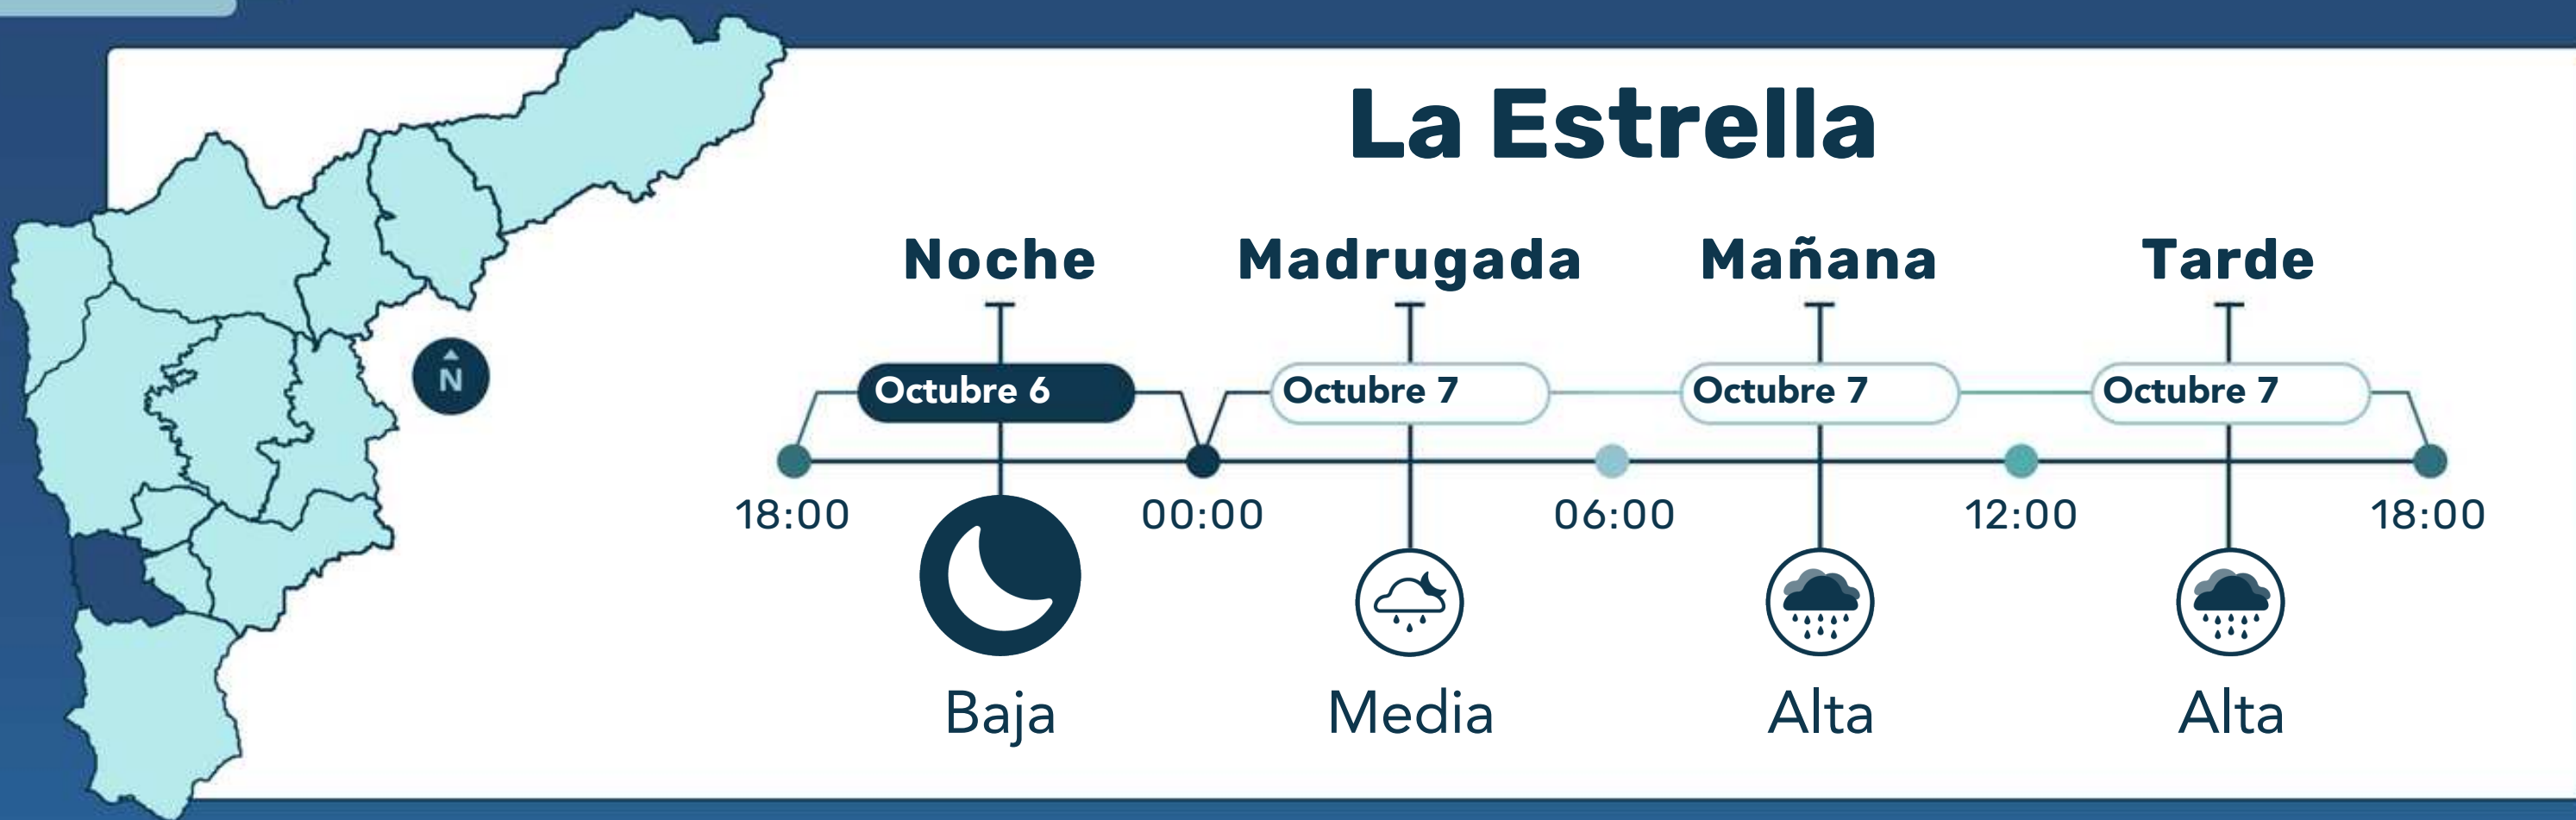 La Estrella
Noche Madrugada Mañana Tarde
N
Octubre 6 Octubre 7 Octubre 7 Octubre 7
18:00 00:00 06:00 12:00 18:00
Baja Media Alta Alta